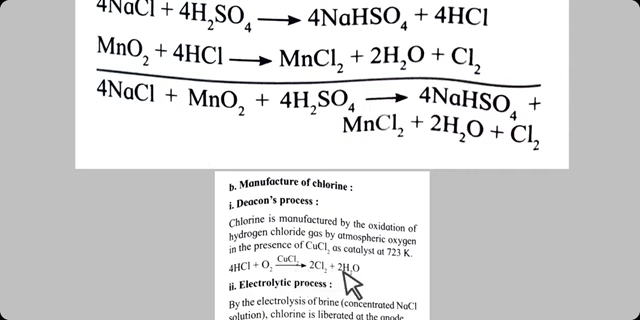 4NaCl + 4H₂SO₄ ⟶ 4NaHSO₄ + 4HCl
MnO₂ + 4HCl ⟶ MnCl₂ + 2H₂O + Cl₂
4NaCl + MnO₂ + 4H₂SO₄ ⟶ 4NaHSO₄ +
MnCl₂ + 2H₂O + Cl₂
b. Manufacture of chlorine :
i. Deacon's process :
Chlorine is manufactured by the oxidation of
hydrogen chloride gas by atmospheric oxygen
in the presence of CuCl₂ as catalyst at 723 K.
CuCl₂
4HCl + O₂ ⟶ 2Cl₂ + 2H₂O
ii. Electrolytic process :
By the electrolysis of brine (concentrated NaCl
solution), chlorine is liberated at the anode